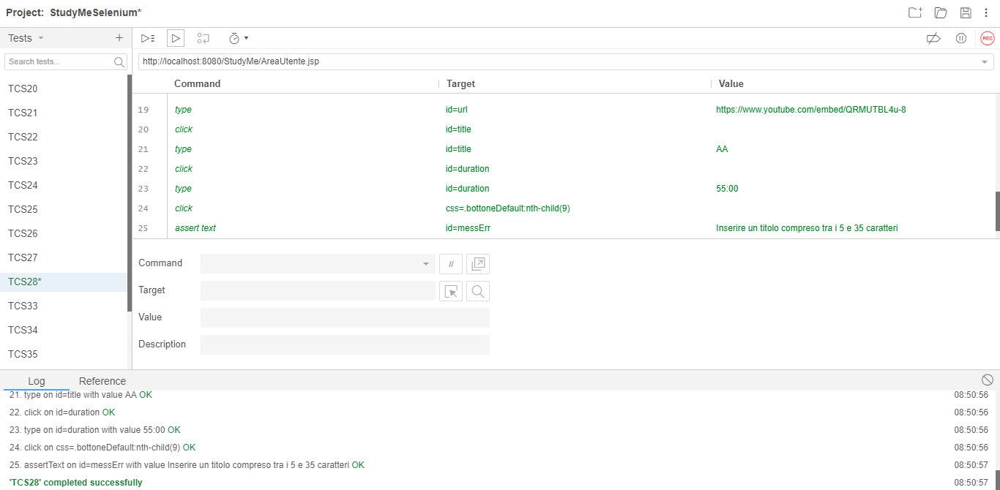 Project: StudyMeSelenium*
Tests
Search tests...
TCS20
TCS21
TCS22
TCS23
TCS24
TCS25
TCS26
TCS27
TCS28*
TCS33
TCS34
TCS35
REC
http://localhost:8080/StudyMe/AreaUtente.jsp
Command Target Value
19 type id=url https://www.youtube.com/embed/QRMUTBL4u-8
20 click id=title
21 type id=title AA
22 click id=duration
23 type id=duration 55:00
24 click css=.bottoneDefault:nth-child(9)
25 assert text id=messErr Inserire un titolo compreso tra i 5 e 35 caratteri
Command //
Target
Value
Description
Log Reference
21. type on id=title with value AA OK 08:50:56
22. click on id=duration OK 08:50:56
23. type on id=duration with value 55:00 OK 08:50:56
24. click on css=.bottoneDefault:nth-child(9) OK 08:50:56
25. assertText on id=messErr with value Inserire un titolo compreso tra i 5 e 35 caratteri OK 08:50:57
'TCS28' completed successfully 08:50:57